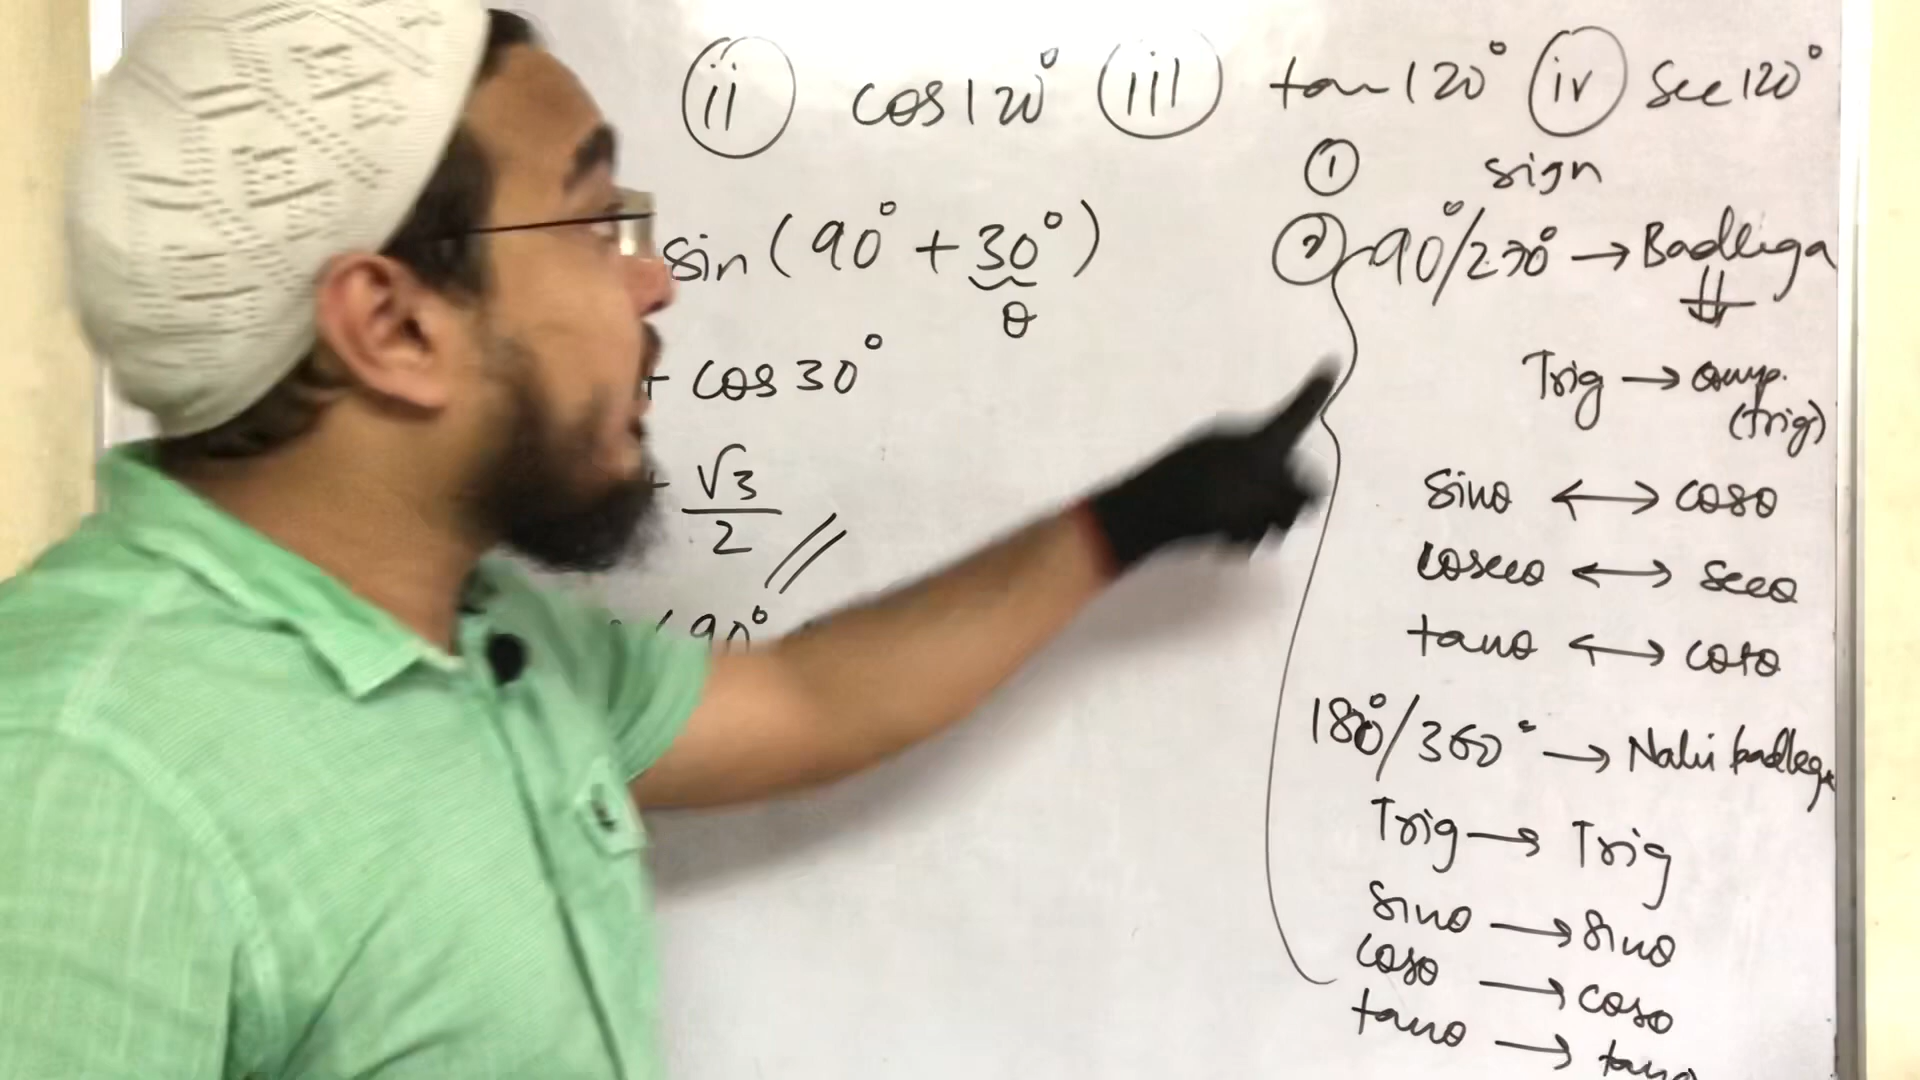 ii cos120° iii tan120° iv sec120°
1 sign
sin(90° + 30°)
θ
2 90°/270° → Badlega
+ cos30°
Trig → comp.
(trig)
+ √3/2
sinθ ↔ cosθ
cosecθ ↔ secθ
(90°
tanθ ↔ cotθ
180°/360° → Nahi badlega
Trig → Trig
sinθ → sinθ
cosθ → cosθ
tanθ → tanθ